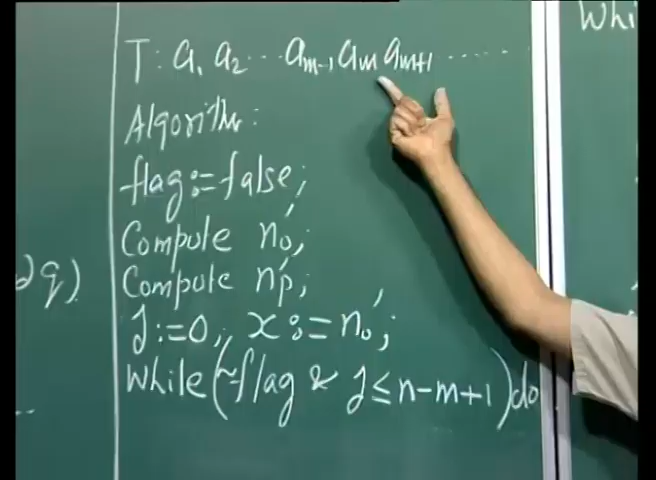 T: a₁ a₂ ... aₘ₋₁ aₘ aₘ₊₁ ......
Algorithm:
flag:=false;
Compute n₀';
Compute nₚ';
j:=0; x:=n₀';
While(~flag & j≤n-m+1)do
q)
Whi